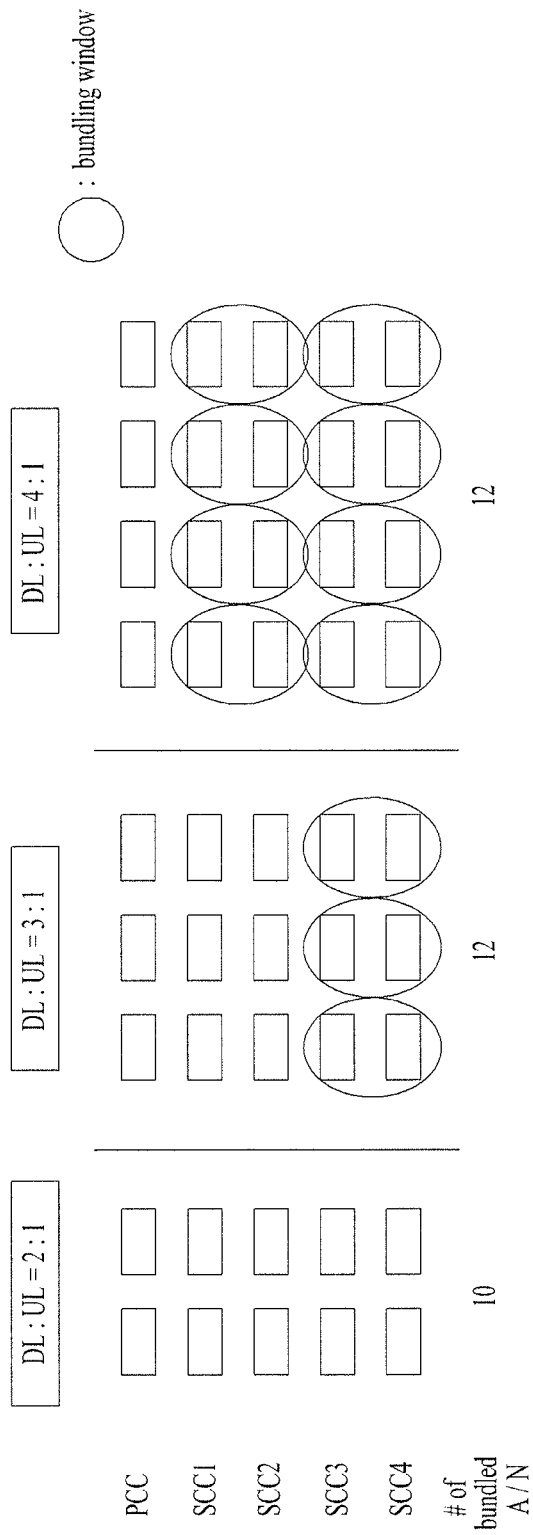 : bundling window
DL : UL = 2 : 1
DL : UL = 3 : 1
DL : UL = 4 : 1
PCC
SCC1
SCC2
SCC3
SCC4
# of
bundled
A / N
10
12
12